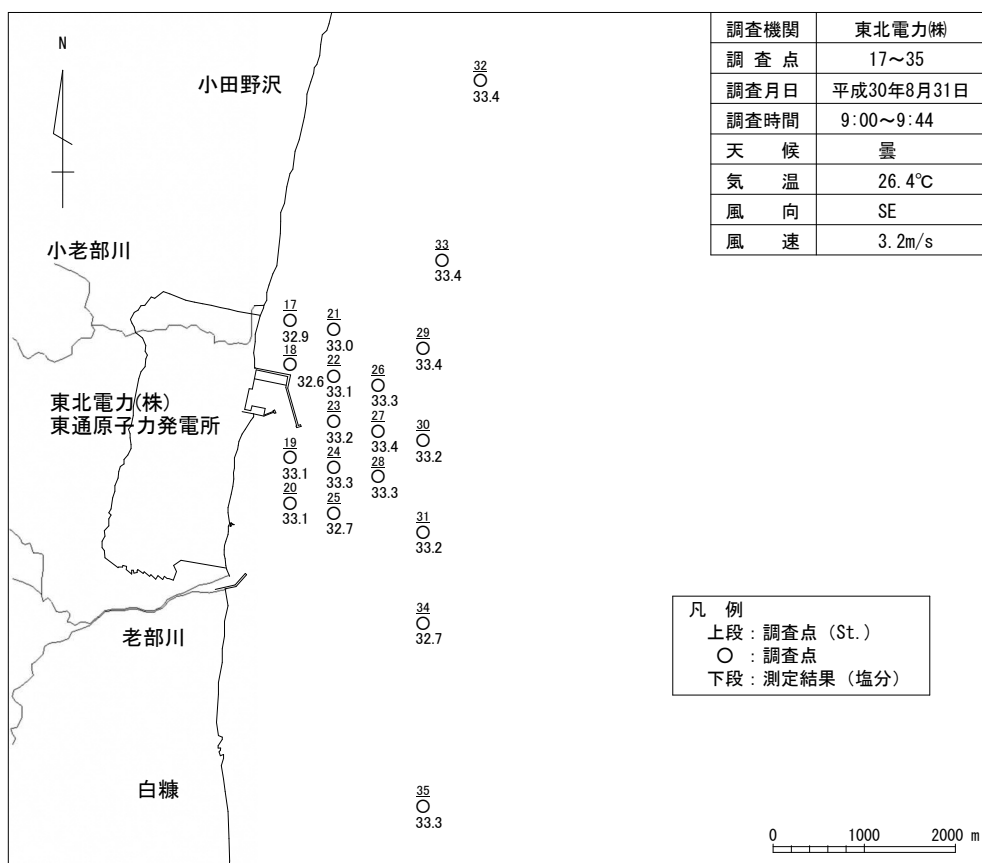 調査機関 東北電力㈱
調査点 17～35
調査月日 平成30年8月31日
調査時間 9:00～9:44
天候 曇
気温 26.4℃
風向 SE
風速 3.2m/s
N
小田野沢
32
33.4
小老部川
33
33.4
17
32.9
21
33.0
18
32.6
22
33.1
29
33.4
26
33.3
東北電力(株)
東通原子力発電所
23
33.2
27
33.4
30
33.2
19
33.1
24
33.3
28
33.3
20
33.1
25
32.7
31
33.2
34
32.7
老部川
凡例
上段：調査点（St.）
○：調査点
下段：測定結果（塩分）
白糠
35
33.3
0 1000 2000 m